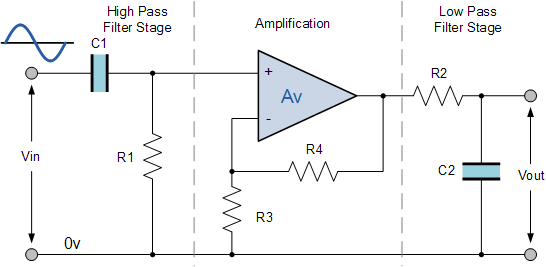 High Pass
Filter Stage
Amplification
Low Pass
Filter Stage
C1
R2
+
Av
-
R4
Vin
R1
C2
Vout
R3
0v